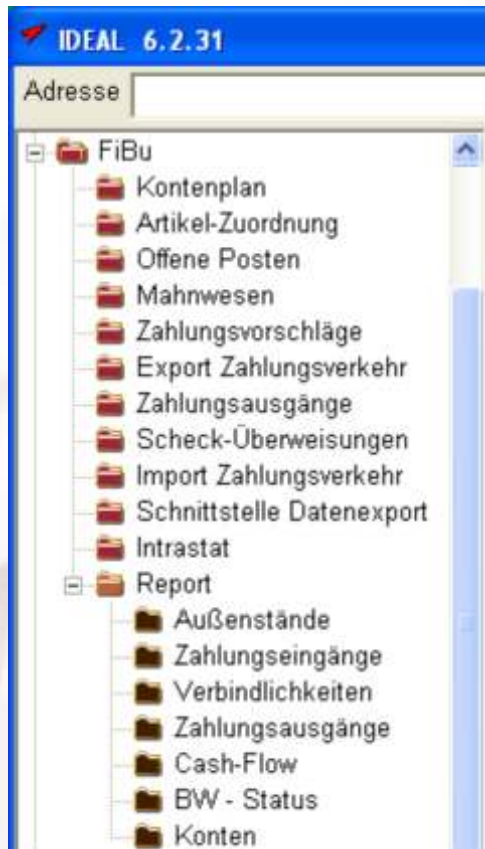 IDEAL 6.2.31
Adresse
FiBu
Kontenplan
Artikel-Zuordnung
Offene Posten
Mahnwesen
Zahlungsvorschläge
Export Zahlungsverkehr
Zahlungsausgänge
Scheck-Überweisungen
Import Zahlungsverkehr
Schnittstelle Datenexport
Intrastat
Report
Außenstände
Zahlungseingänge
Verbindlichkeiten
Zahlungsausgänge
Cash-Flow
BW - Status
Konten